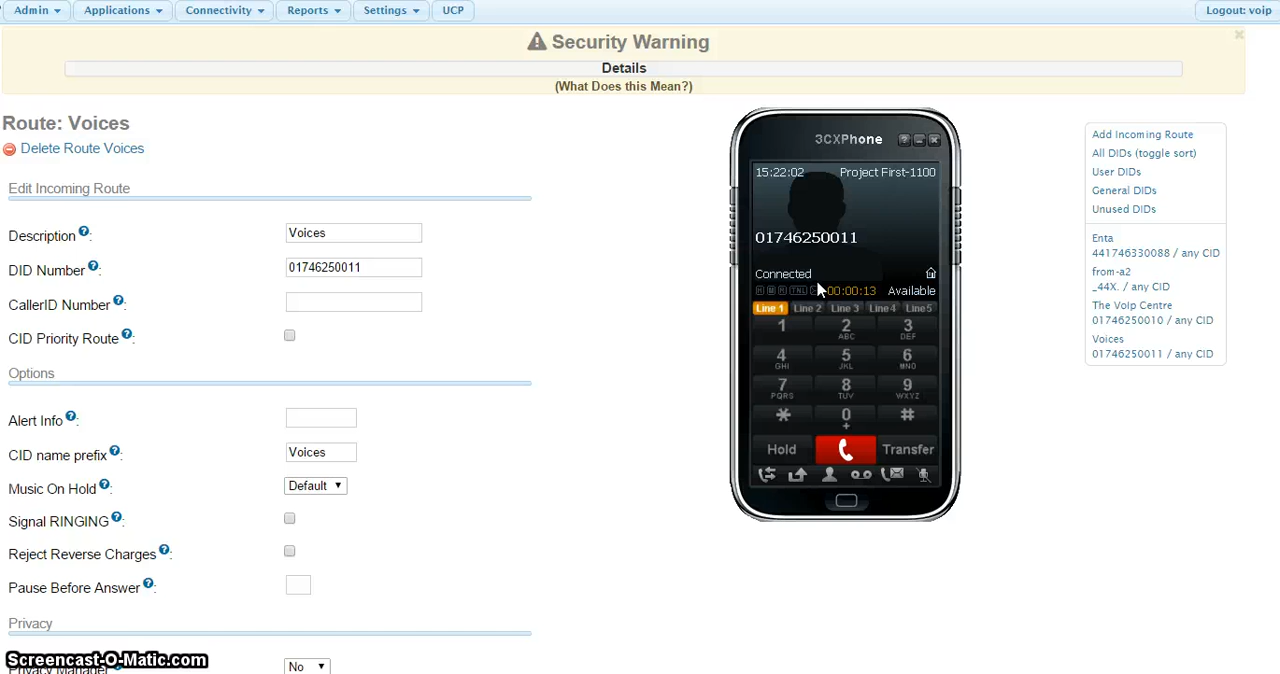 Admin Applications Connectivity Reports Settings UCP Logout: voip
Security Warning
Details
(What Does this Mean?)
Route: Voices
Delete Route Voices
Edit Incoming Route
Description ?:
Voices
DID Number ?:
01746250011
CallerID Number ?:
CID Priority Route ?:
Options
Alert Info ?:
CID name prefix ?:
Voices
Music On Hold ?:
Default
Signal RINGING ?:
Reject Reverse Charges ?:
Pause Before Answer ?:
Privacy
Privacy Manager ?:
No
Screencast-O-Matic.com
3CXPhone ?
15:22:02 Project First-1100
01746250011
Connected
00:00:13 Available
Line 1 Line 2 Line 3 Line 4 Line 5
1 2 3
ABC DEF
4 5 6
GHI JKL MNO
7 8 9
PQRS TUV WXYZ
* 0 #
+
Hold Transfer
Add Incoming Route
All DIDs (toggle sort)
User DIDs
General DIDs
Unused DIDs
Enta
441746330088 / any CID
from-a2
_44X. / any CID
The VoIp Centre
01746250010 / any CID
Voices
01746250011 / any CID